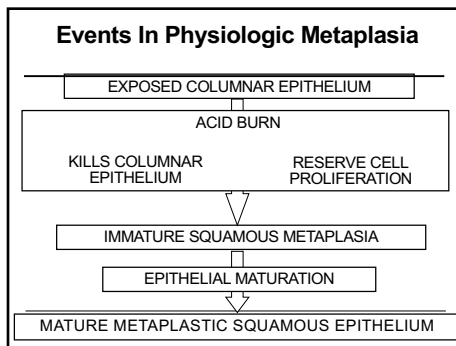 Events In Physiologic Metaplasia
EXPOSED COLUMNAR EPITHELIUM
ACID BURN
KILLS COLUMNAR
EPITHELIUM
RESERVE CELL
PROLIFERATION
IMMATURE SQUAMOUS METAPLASIA
EPITHELIAL MATURATION
MATURE METAPLASTIC SQUAMOUS EPITHELIUM